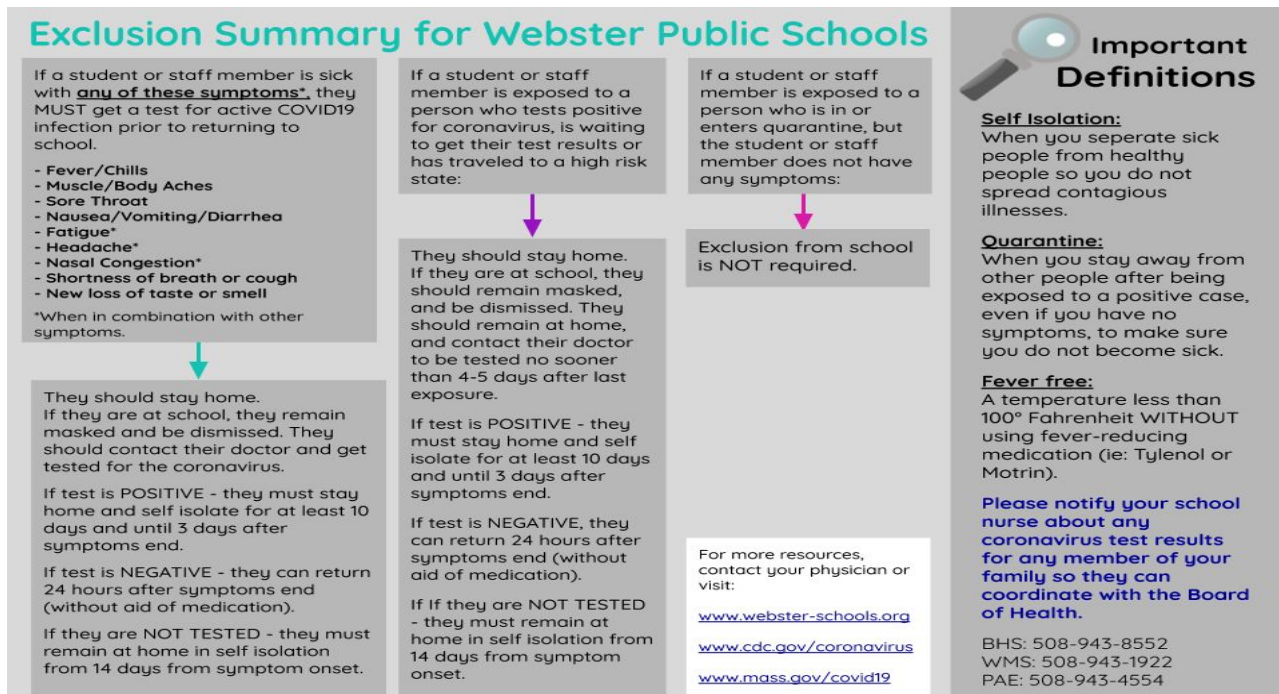 Exclusion Summary for Webster Public Schools
If a student or staff member is sick
with any of these symptoms*, they
MUST get a test for active COVID19
infection prior to returning to
school.
- Fever/Chills
- Muscle/Body Aches
- Sore Throat
- Nausea/Vomiting/Diarrhea
- Fatigue*
- Headache*
- Nasal Congestion*
- Shortness of breath or cough
- New loss of taste or smell
*When in combination with other
symptoms.
They should stay home.
If they are at school, they remain
masked and be dismissed. They
should contact their doctor and get
tested for the coronavirus.
If test is POSITIVE - they must stay
home and self isolate for at least 10
days and until 3 days after
symptoms end.
If test is NEGATIVE - they can return
24 hours after symptoms end
(without aid of medication).
If they are NOT TESTED - they must
remain at home in self isolation
from 14 days from symptom onset.
If a student or staff
member is exposed to a
person who tests positive
for coronavirus, is waiting
to get their test results or
has traveled to a high risk
state:
They should stay home.
If they are at school, they
should remain masked,
and be dismissed. They
should remain at home,
and contact their doctor
to be tested no sooner
than 4-5 days after last
exposure.
If test is POSITIVE - they
must stay home and self
isolate for at least 10 days
and until 3 days after
symptoms end.
If test is NEGATIVE, they
can return 24 hours after
symptoms end (without
aid of medication).
If If they are NOT TESTED
- they must remain at
home in self isolation from
14 days from symptom
onset.
If a student or staff
member is exposed to a
person who is in or
enters quarantine, but
the student or staff
member does not have
any symptoms:
Exclusion from school
is NOT required.
For more resources,
contact your physician or
visit:
www.webster-schools.org
www.cdc.gov/coronavirus
www.mass.gov/covid19
Important
Definitions
Self Isolation:
When you seperate sick
people from healthy
people so you do not
spread contagious
illnesses.
Quarantine:
When you stay away from
other people after being
exposed to a positive case,
even if you have no
symptoms, to make sure
you do not become sick.
Fever free:
A temperature less than
100° Fahrenheit WITHOUT
using fever-reducing
medication (ie: Tylenol or
Motrin).
Please notify your school
nurse about any
coronavirus test results
for any member of your
family so they can
coordinate with the Board
of Health.
BHS: 508-943-8552
WMS: 508-943-1922
PAE: 508-943-4554